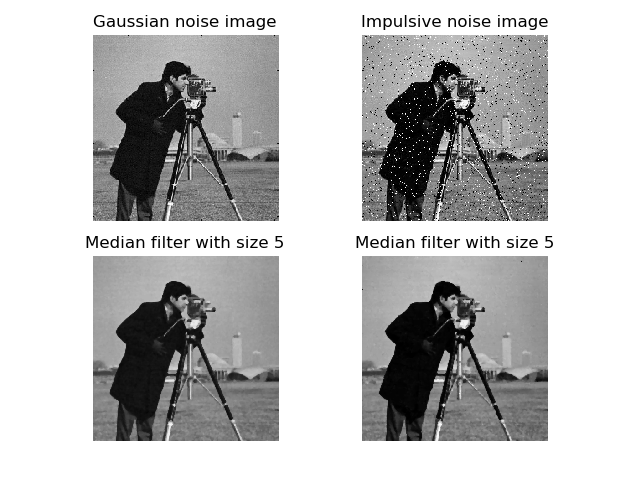 Gaussian noise image
Impulsive noise image
Median filter with size 5
Median filter with size 5